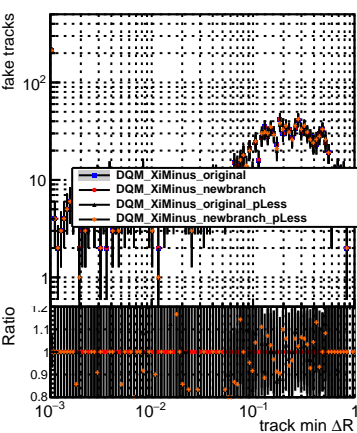 fake tracks
10²
10
1
DQM_XiMinus_original
DQM_XiMinus_newbranch
DQM_XiMinus_original_pLess
DQM_XiMinus_newbranch_pLess
Ratio
1.2
1.1
1
0.9
0.8
10⁻³ 10⁻² 10⁻¹ 1
track min ΔR